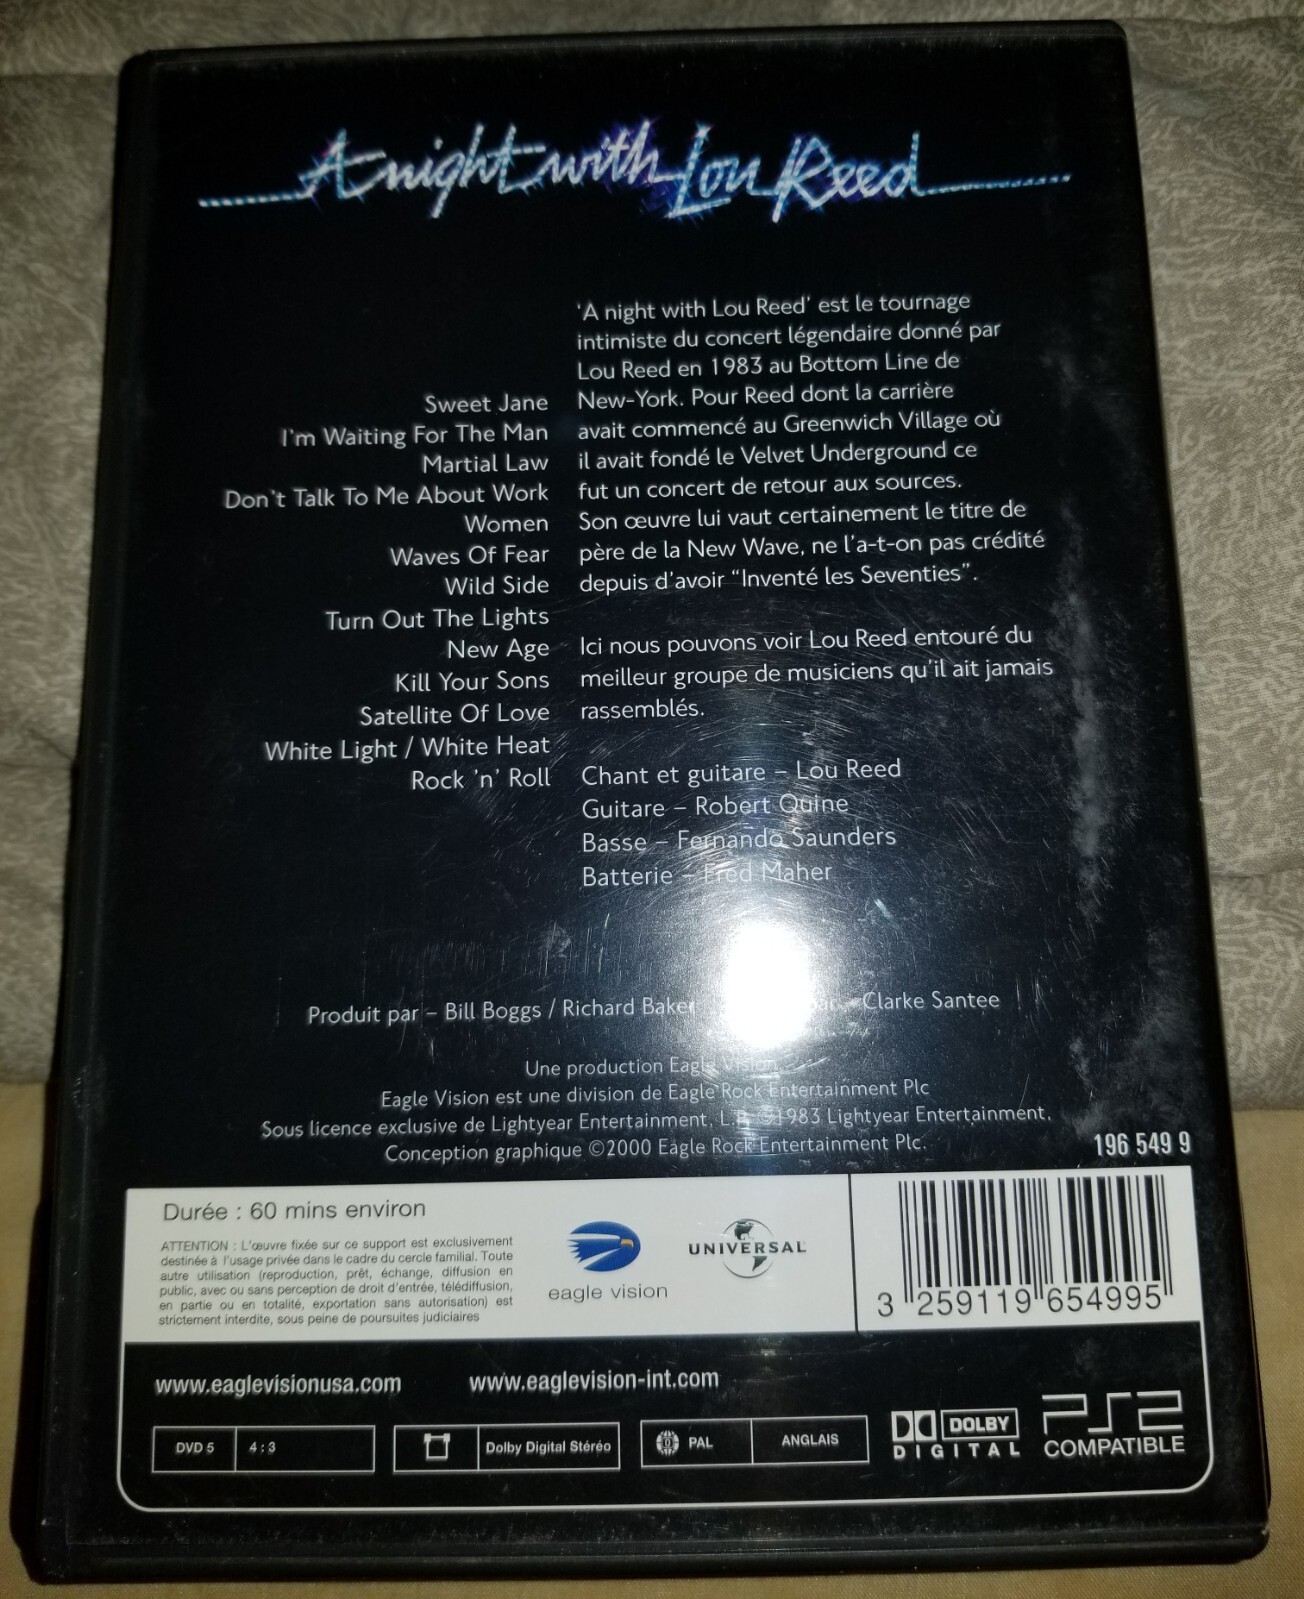 A night with Lou Reed
Sweet Jane
I'm Waiting For The Man
Martial Law
Don't Talk To Me About Work
Women
Waves Of Fear
Wild Side
Turn Out The Lights
New Age
Kill Your Sons
Satellite Of Love
White Light / White Heat
Rock 'n' Roll
'A night with Lou Reed' est le tournage
intimiste du concert légendaire donné par
Lou Reed en 1983 au Bottom Line de
New-York. Pour Reed dont la carrière
avait commencé au Greenwich Village où
il avait fondé le Velvet Underground ce
fut un concert de retour aux sources.
Son œuvre lui vaut certainement le titre de
père de la New Wave, ne l'a-t-on pas crédité
depuis d'avoir "Inventé les Seventies".
Ici nous pouvons voir Lou Reed entouré du
meilleur groupe de musiciens qu'il ait jamais
rassemblés.
Chant et guitare – Lou Reed
Guitare – Robert Quine
Basse – Fernando Saunders
Batterie – Fred Maher
Produit par – Bill Boggs / Richard Baker – Clarke Santee
Une production Eagle Vision
Eagle Vision est une division de Eagle Rock Entertainment Plc
Sous licence exclusive de Lightyear Entertainment, L.P. ©1983 Lightyear Entertainment.
Conception graphique ©2000 Eagle Rock Entertainment Plc.
196 549 9
Durée : 60 mins environ
ATTENTION : L'œuvre fixée sur ce support est exclusivement
destinée à l'usage privée dans le cadre du cercle familial. Toute
autre utilisation (reproduction, prêt, échange, diffusion en
public, avec ou sans perception de droit d'entrée, télédiffusion,
en partie ou en totalité, exportation sans autorisation) est
strictement interdite, sous peine de poursuites judiciaires
eagle vision
UNIVERSAL
3 259119 654995
www.eaglevisionusa.com
www.eaglevision-int.com
DVD 5
4 : 3
Dolby Digital Stéréo
0
PAL
ANGLAIS
DOLBY
DIGITAL
PS2
COMPATIBLE